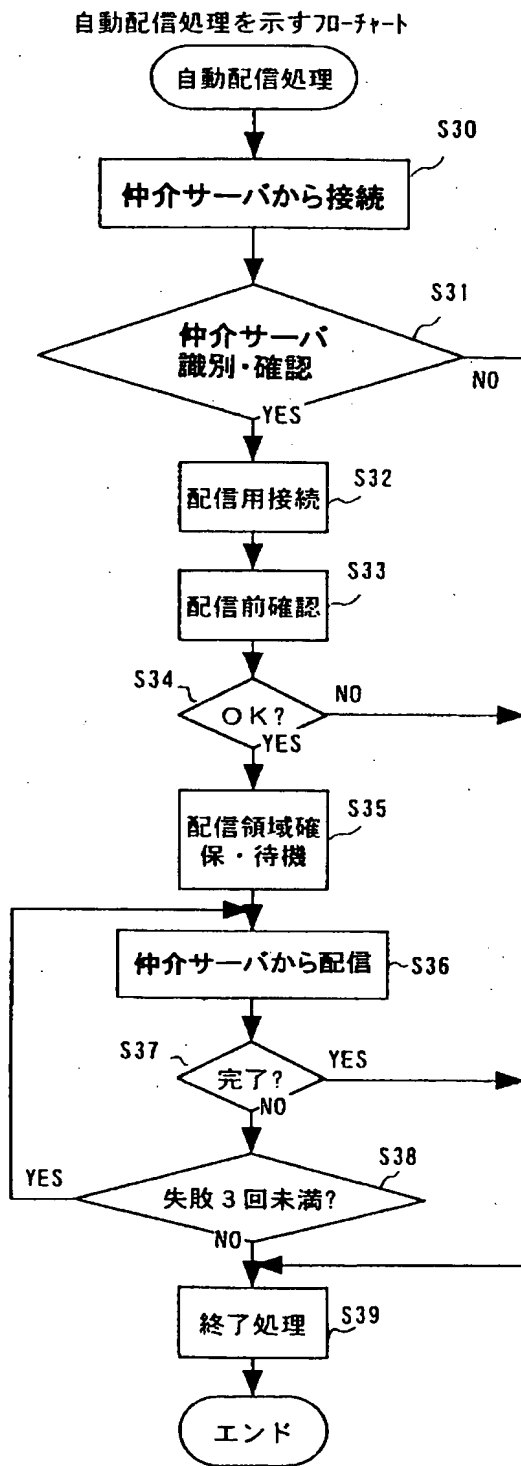 自動配信処理を示すフローチャート
自動配信処理
S30
仲介サーバから接続
S31
仲介サーバ
識別・確認
NO
YES
S32
配信用接続
S33
配信前確認
S34
NO
OK?
YES
S35
配信領域確
保・待機
仲介サーバから配信
S36
S37
YES
完了?
NO
S38
YES
失敗3回未満?
NO
S39
終了処理
エンド